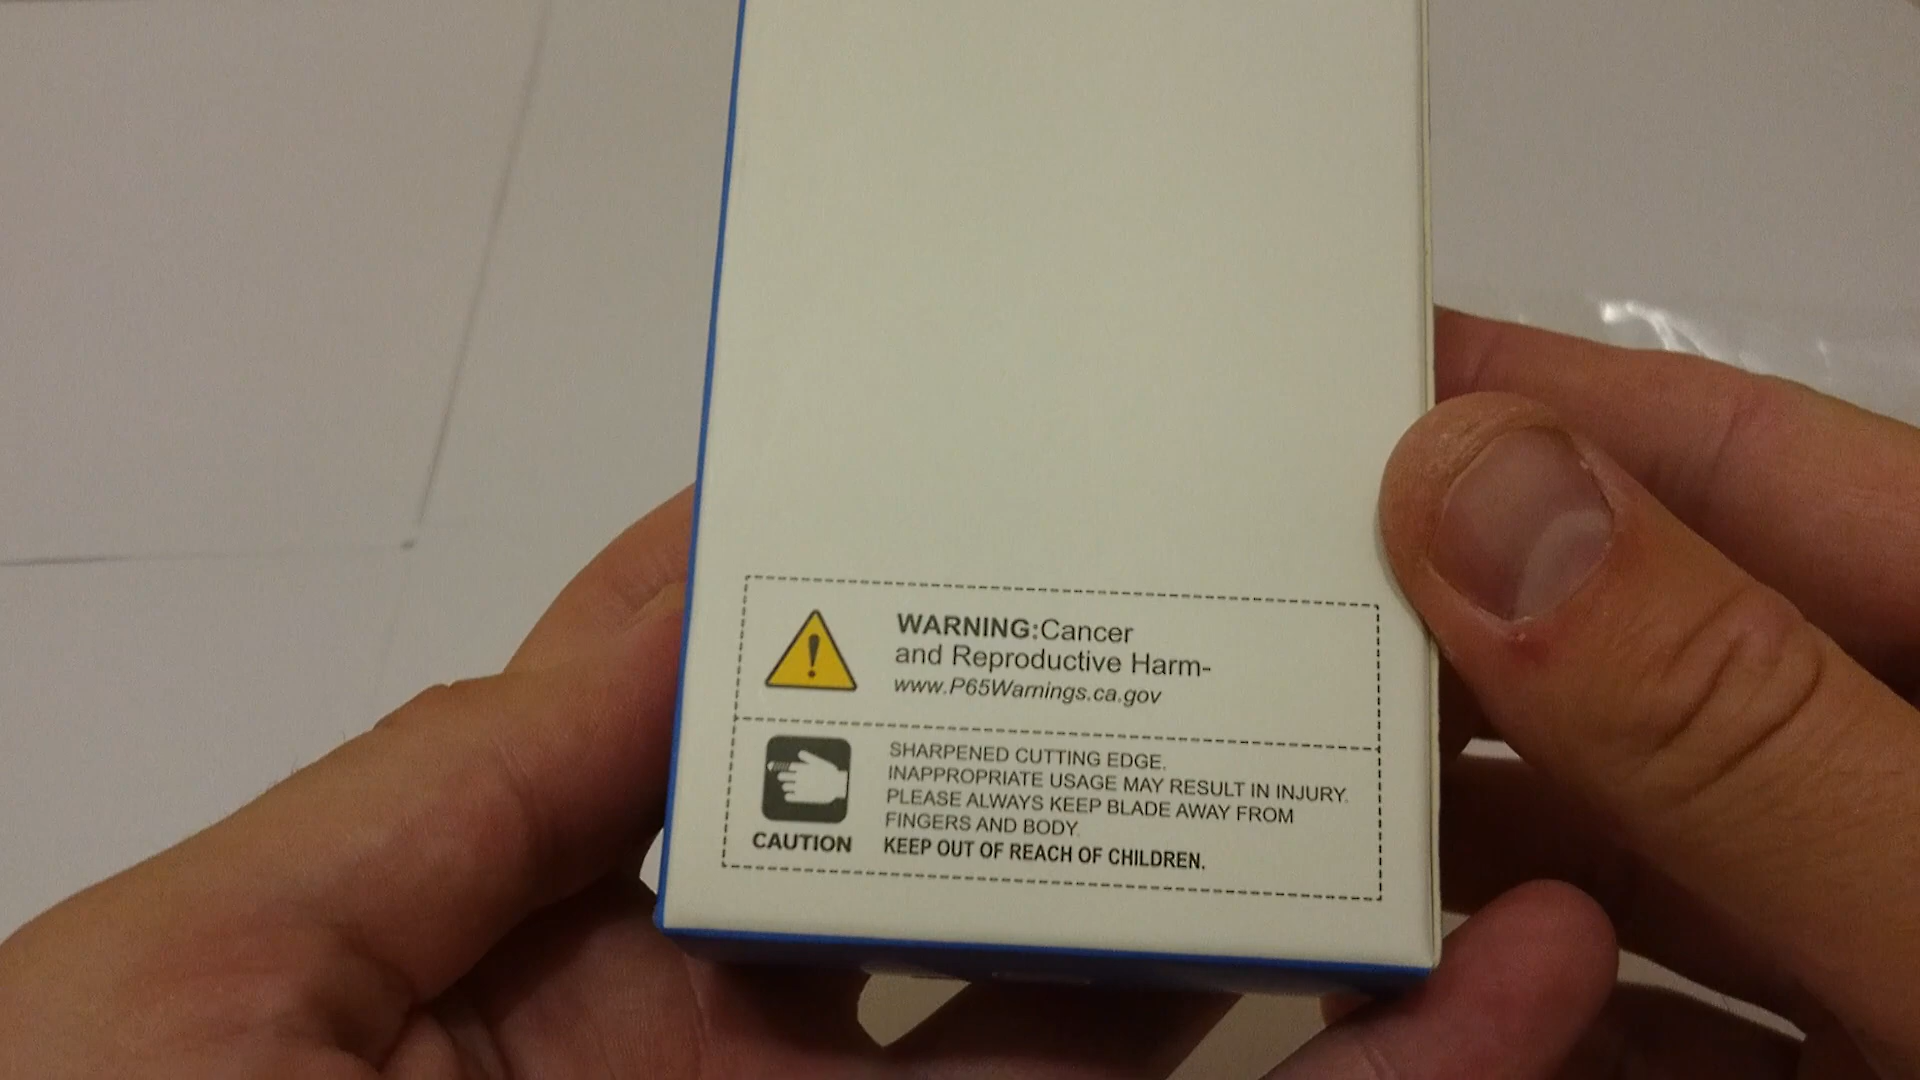 WARNING:Cancer
and Reproductive Harm-
www.P65Warnings.ca.gov
SHARPENED CUTTING EDGE.
INAPPROPRIATE USAGE MAY RESULT IN INJURY.
PLEASE ALWAYS KEEP BLADE AWAY FROM
FINGERS AND BODY.
KEEP OUT OF REACH OF CHILDREN.
CAUTION